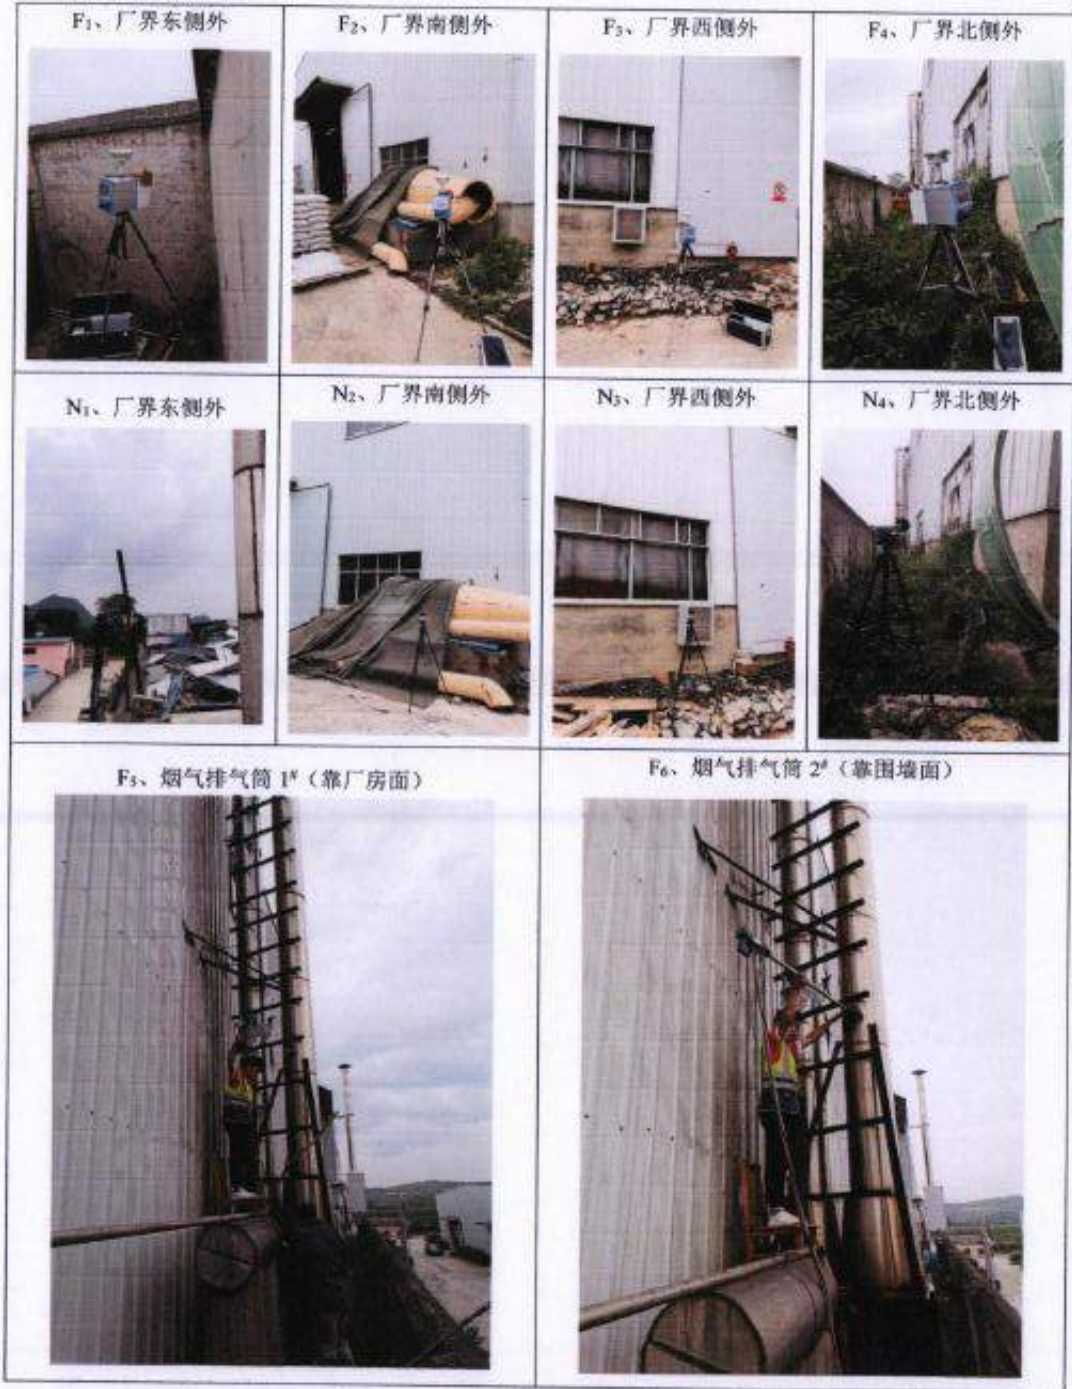 F₁、厂界东侧外
F₂、厂界南侧外
F₃、厂界西侧外
F₄、厂界北侧外
N₁、厂界东侧外
N₂、厂界南侧外
N₃、厂界西侧外
N₄、厂界北侧外
F₅、烟气排气筒 1#（靠厂房面）
F₆、烟气排气筒 2#（靠围墙面）